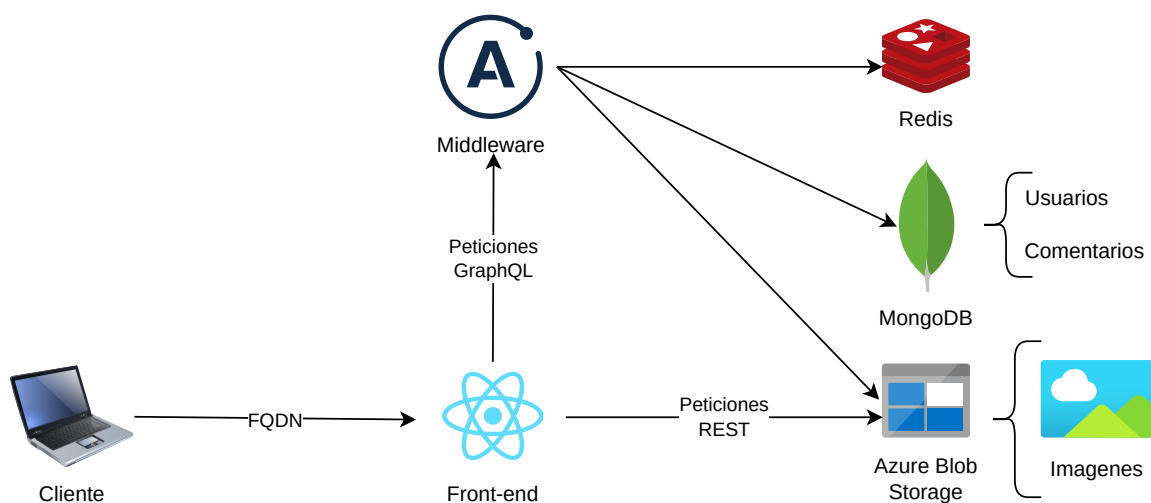 A
Middleware
Redis
Peticiones
GraphQL
Usuarios
Comentarios
MongoDB
FQDN
Peticiones
REST
Cliente
Front-end
Azure Blob
Storage
Imagenes